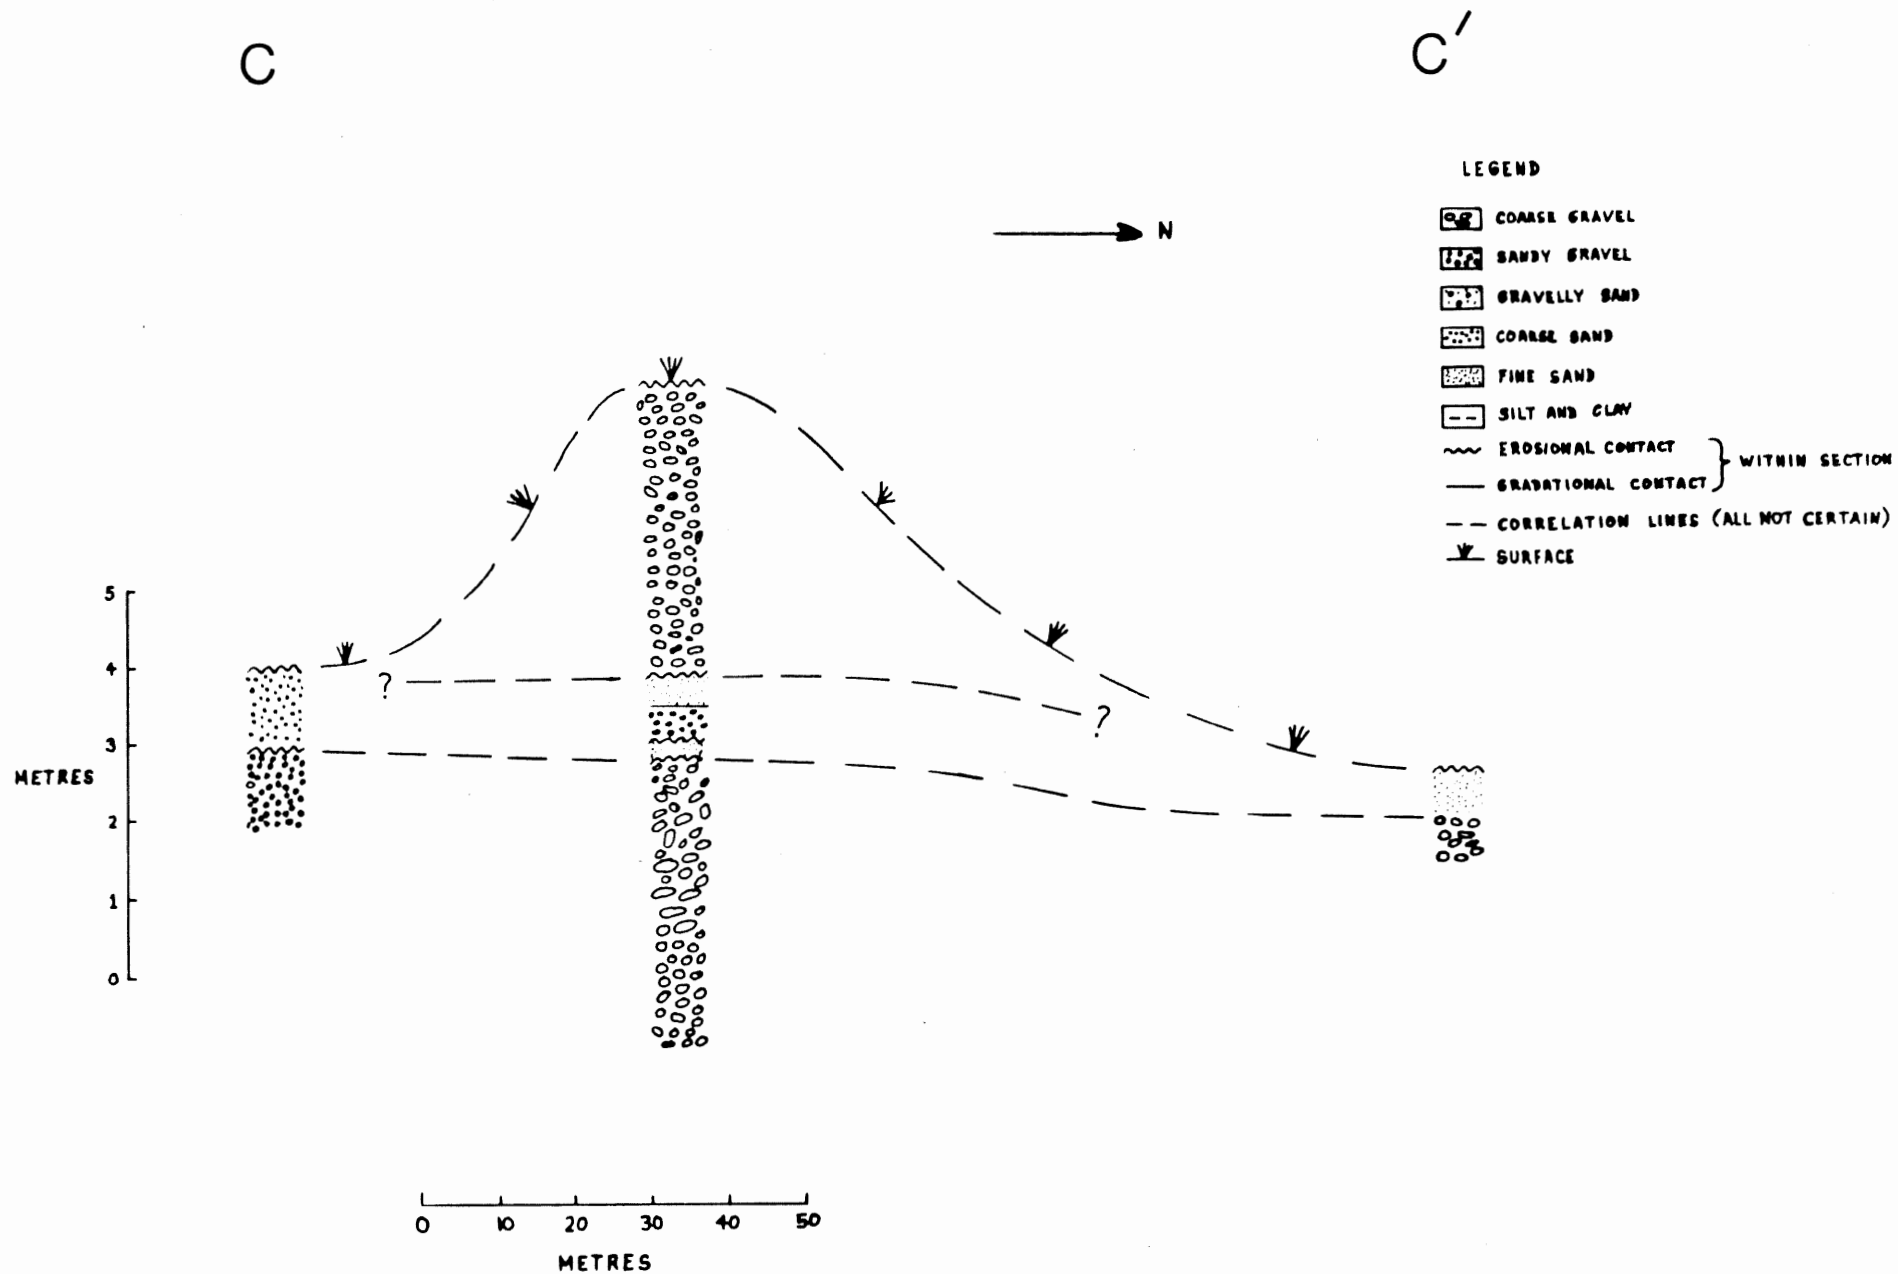 C
C'
LEGEND
COARSE GRAVEL
SANDY GRAVEL
GRAVELLY SAND
COARSE SAND
FINE SAND
SILT AND CLAY
EROSIONAL CONTACT
WITHIN SECTION
GRADATIONAL CONTACT
CORRELATION LINES (ALL NOT CERTAIN)
SURFACE
N
5
4
3
METRES
2
1
0
?
?
0 10 20 30 40 50
METRES